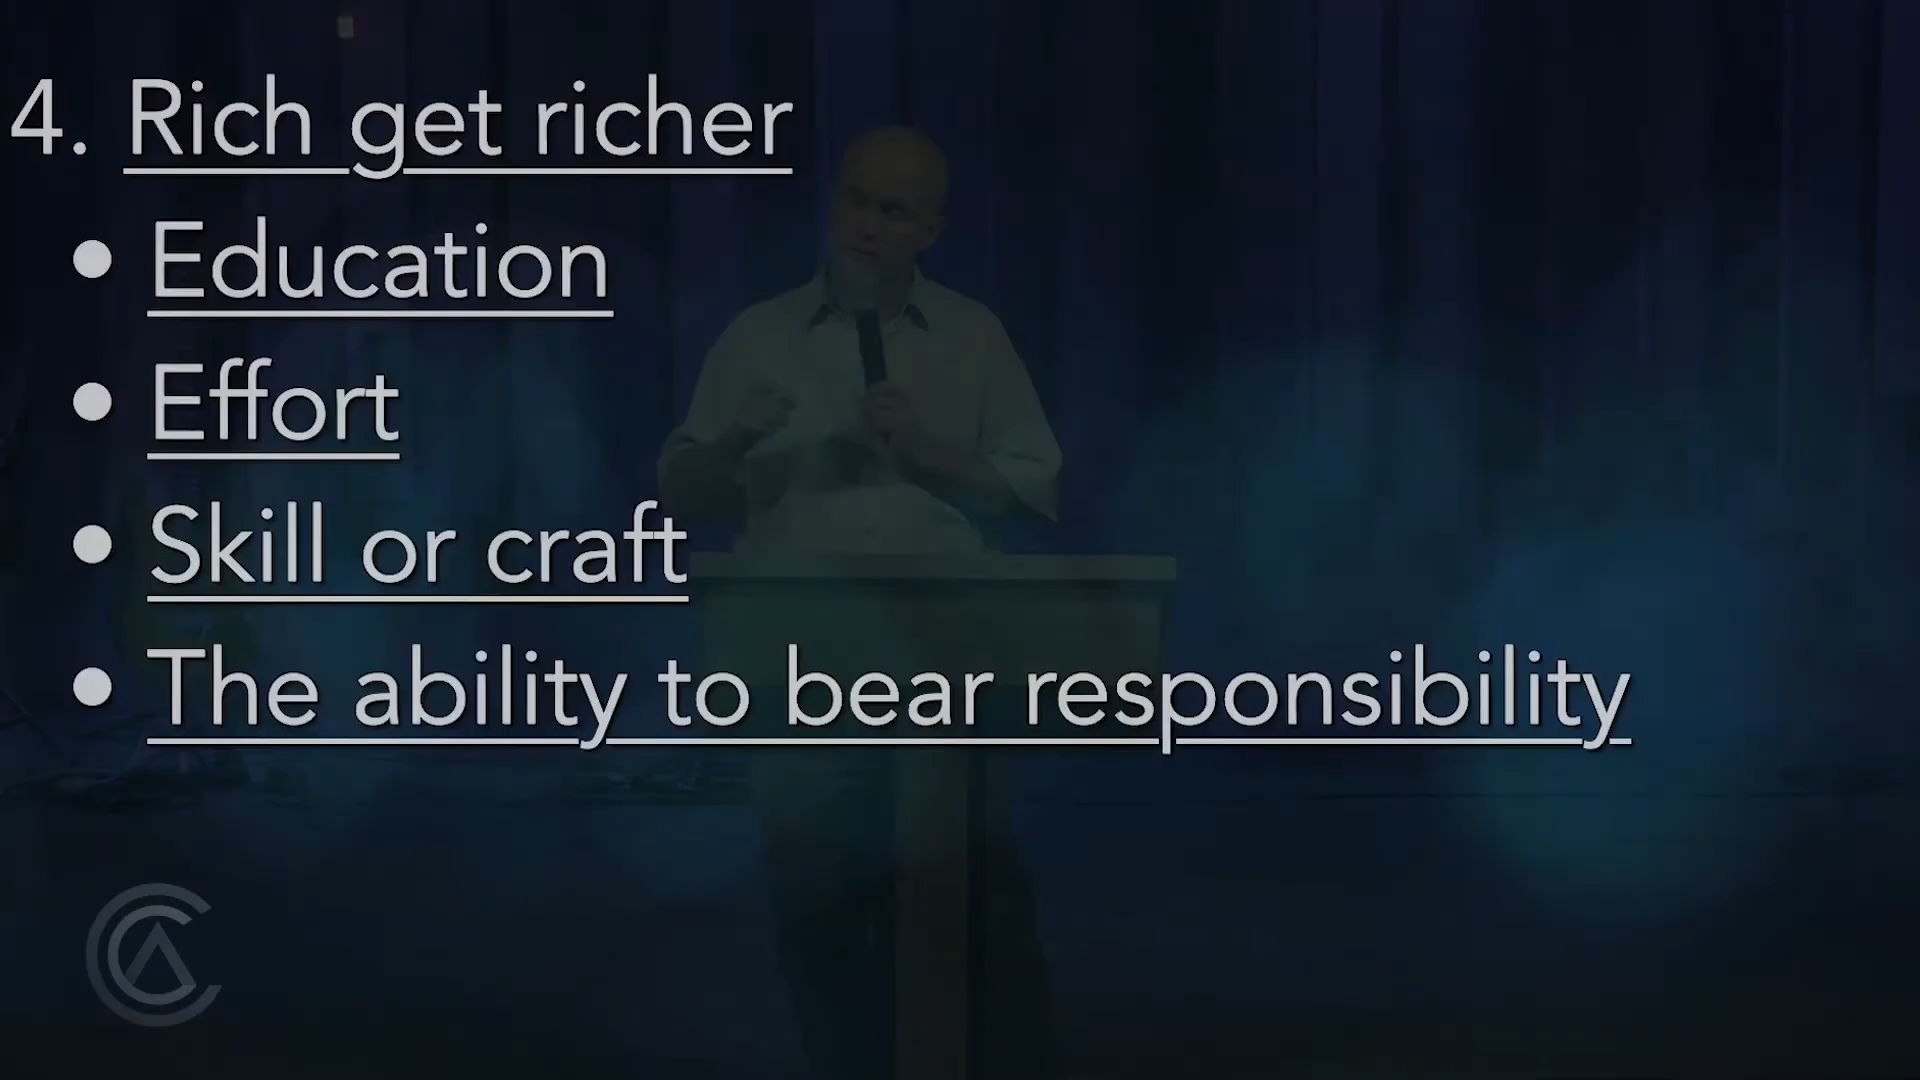 4. Rich get richer
• Education
• Effort
• Skill or craft
• The ability to bear responsibility